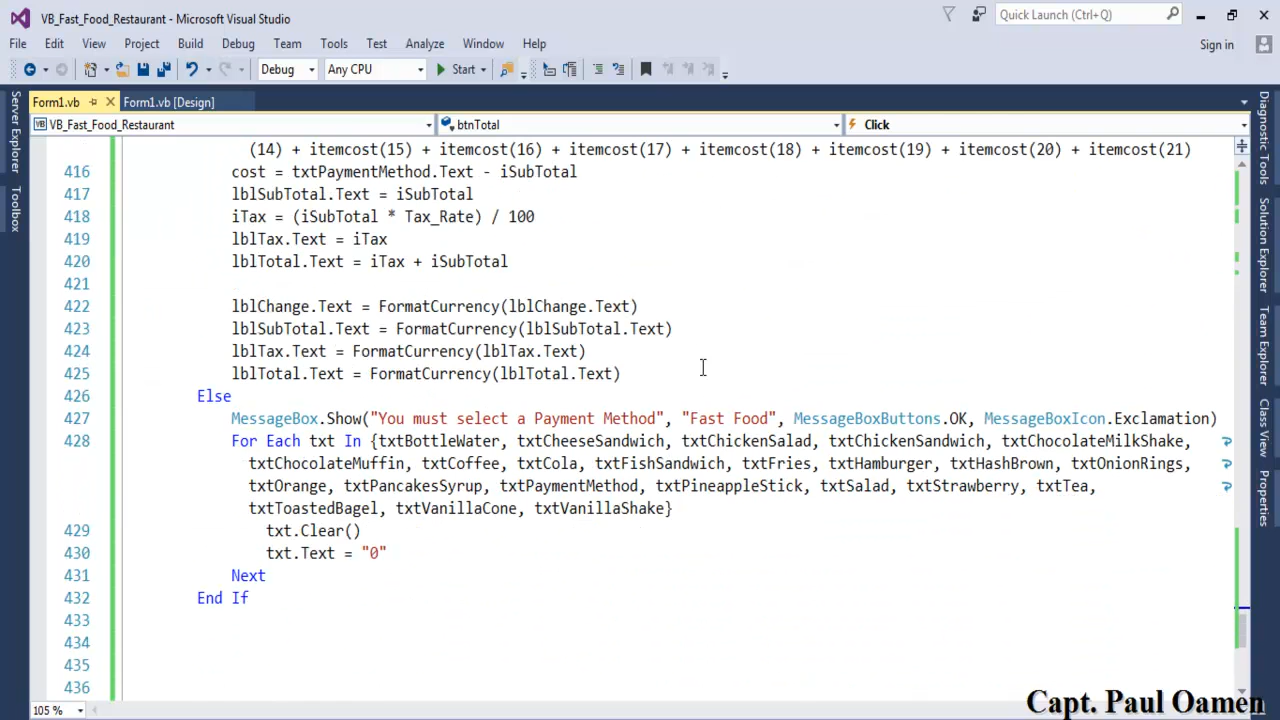 VB_Fast_Food_Restaurant - Microsoft Visual Studio
Quick Launch (Ctrl+Q)
File Edit View Project Build Debug Team Tools Test Analyze Window Help
Sign in
Debug Any CPU Start
Form1.vb Form1.vb [Design]
VB_Fast_Food_Restaurant btnTotal Click
Server Explorer
Toolbox
Diagnostic Tools
Solution Explorer
Team Explorer
Class View
Properties
(14) + itemcost(15) + itemcost(16) + itemcost(17) + itemcost(18) + itemcost(19) + itemcost(20) + itemcost(21)
416 cost = txtPaymentMethod.Text - iSubTotal
417 lblSubTotal.Text = iSubTotal
418 iTax = (iSubTotal * Tax_Rate) / 100
419 lblTax.Text = iTax
420 lblTotal.Text = iTax + iSubTotal
421
422 lblChange.Text = FormatCurrency(lblChange.Text)
423 lblSubTotal.Text = FormatCurrency(lblSubTotal.Text)
424 lblTax.Text = FormatCurrency(lblTax.Text)
425 lblTotal.Text = FormatCurrency(lblTotal.Text)
426 Else
427 MessageBox.Show("You must select a Payment Method", "Fast Food", MessageBoxButtons.OK, MessageBoxIcon.Exclamation)
428 For Each txt In {txtBottleWater, txtCheeseSandwich, txtChickenSalad, txtChickenSandwich, txtChocolateMilkShake,
txtChocolateMuffin, txtCoffee, txtCola, txtFishSandwich, txtFries, txtHamburger, txtHashBrown, txtOnionRings,
txtOrange, txtPancakesSyrup, txtPaymentMethod, txtPineappleStick, txtSalad, txtStrawberry, txtTea,
txtToastedBagel, txtVanillaCone, txtVanillaShake}
429 txt.Clear()
430 txt.Text = "0"
431 Next
432 End If
433
434
435
436
105 %
Capt. Paul Oamen